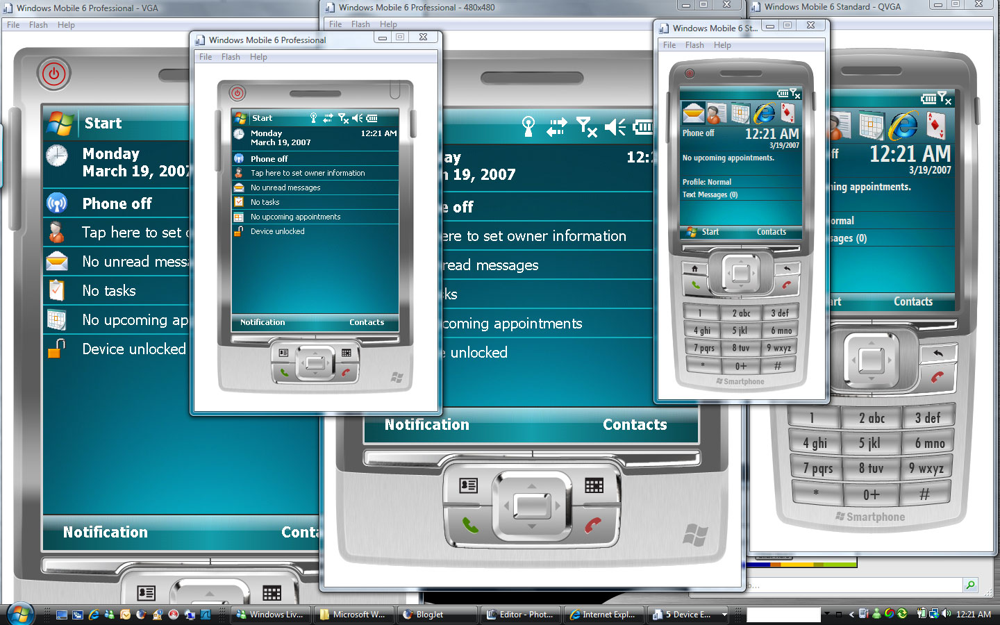 Windows Mobile 6 Professional - VGA
File Flash Help
Start
Monday
March 19, 2007
Phone off
Tap here to set
No unread messa
No tasks
No upcoming ap
Device unlocked
Notification
Conta
Windows Mobile 6 Professional
File Flash Help
Start
Monday 12:21 AM
March 19, 2007
Phone off
Tap here to set owner information
No unread messages
No tasks
No upcoming appointments
Device unlocked
Notification Contacts
Windows Mobile 6 Professional - 480x480
File Flash Help
ay 12:
h 19, 2007
e off
ere to set owner information
read messages
ks
coming appointments
e unlocked
Notification Contacts
Windows Mobile 6 St...
File Flash Help
Phone off 12:21 AM
3/19/2007
No upcoming appointments.
Profile: Normal
Text Messages (0)
Start Contacts
1 2 abc 3 def
4 ghi 5 jkl 6 mno
7 pqrs 8 tuv 9 wxyz
* 0+ #
Smartphone
Windows Mobile 6 Standard - QVGA
ff 12:21 AM
3/19/2007
ing appointments.
ormal
sages (0)
rt Contacts
1 2 abc 3 def
4 ghi 5 jkl 6 mno
7 pqrs 8 tuv 9 wxyz
* 0+ #
Smartphone
Windows Liv... Microsoft W... BlogJet Editor - Phot... Internet Expl... 5 Device E... 12:21 AM